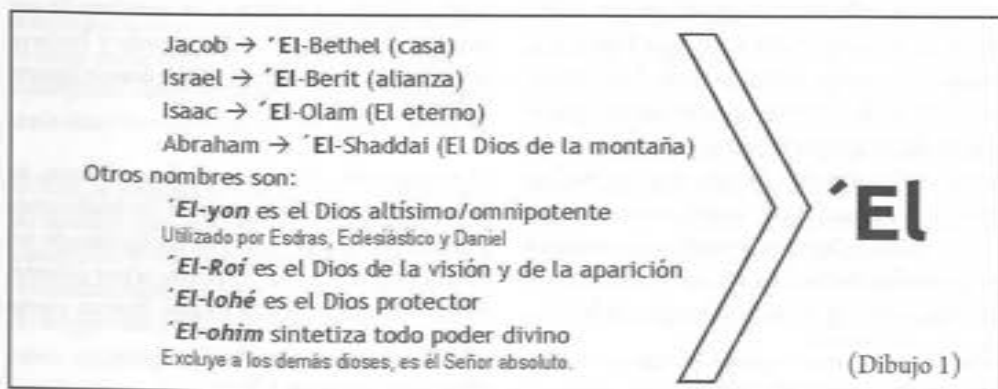 Jacob → ´El-Bethel (casa)
Israel → ´El-Berit (alianza)
Isaac → ´El-Olam (El eterno)
Abraham → ´El-Shaddai (El Dios de la montaña)
Otros nombres son:
´El-yon es el Dios altísimo/omnipotente
Utilizado por Esdras, Eclesiástico y Daniel
´El-Roí es el Dios de la visión y de la aparición
´El-lohé es el Dios protector
´El-ohim sintetiza todo poder divino
Excluye a los demás dioses, es él Señor absoluto.
´El
(Dibujo 1)